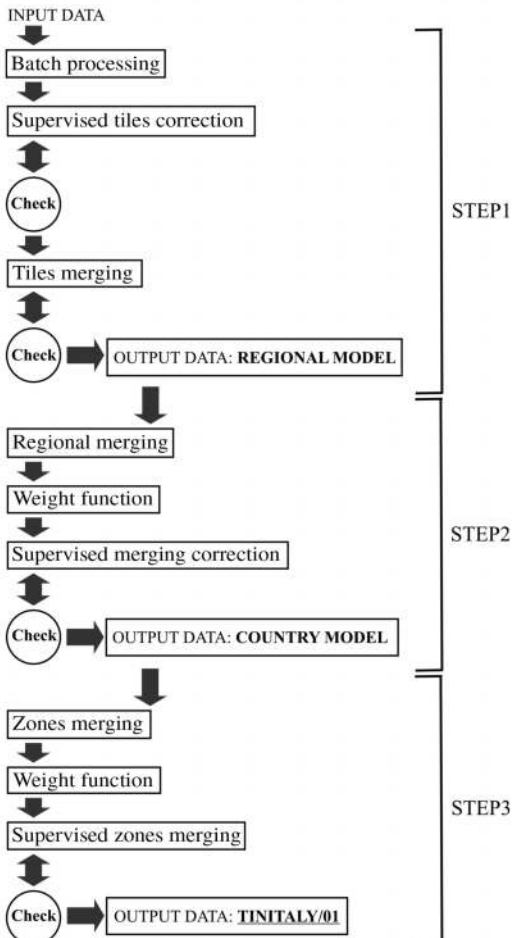 INPUT DATA
Batch processing
Supervised tiles correction
Check
STEP1
Tiles merging
Check
OUTPUT DATA: REGIONAL MODEL
Regional merging
Weight function
STEP2
Supervised merging correction
Check
OUTPUT DATA: COUNTRY MODEL
Zones merging
Weight function
STEP3
Supervised zones merging
Check
OUTPUT DATA: TINITALY/01